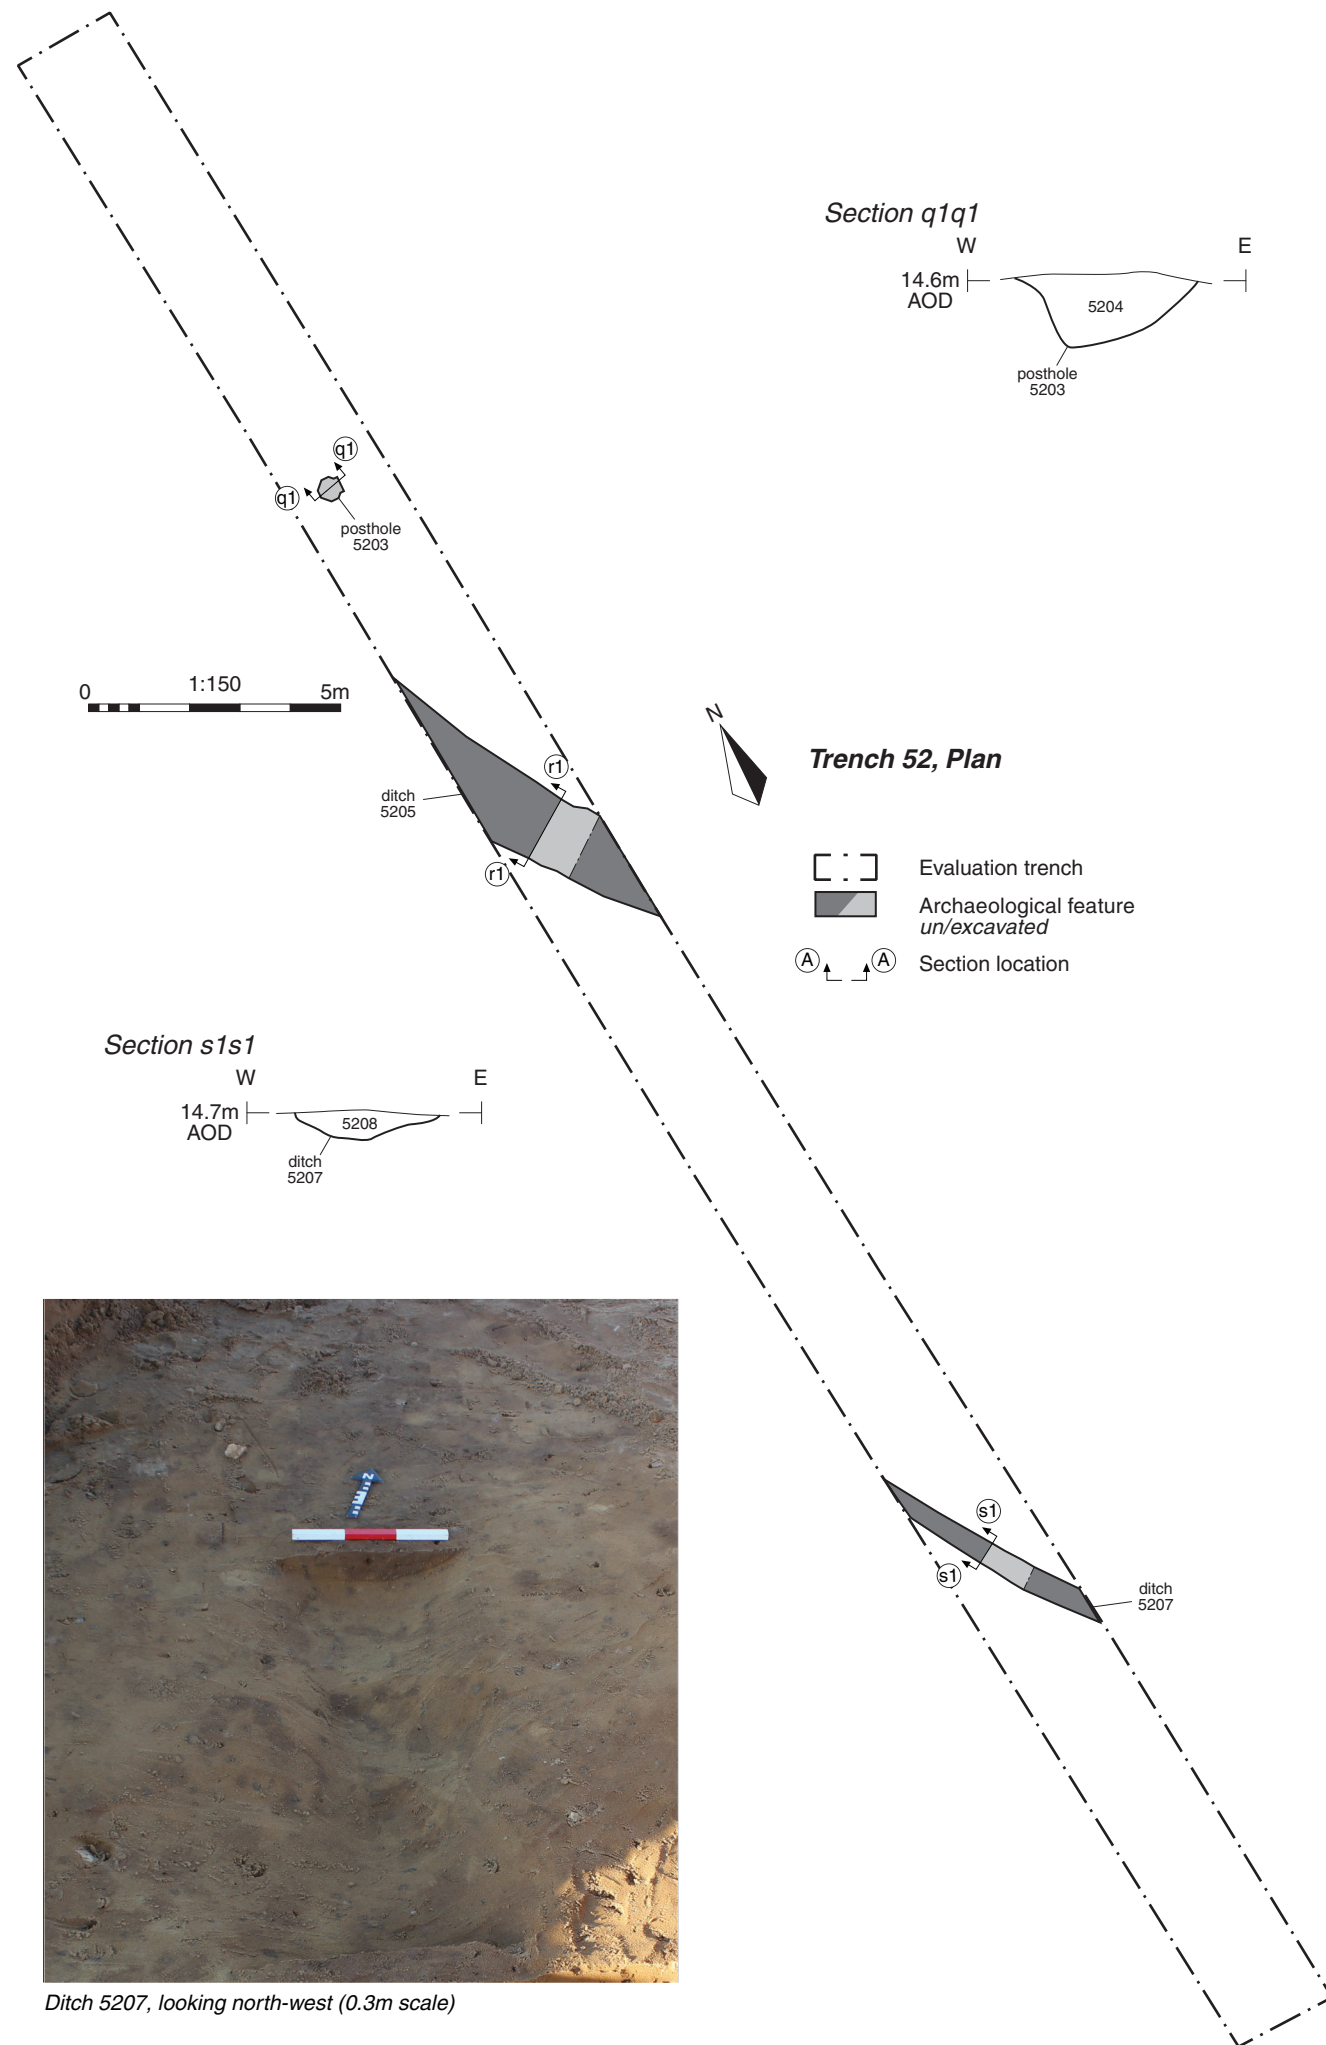 Section q1q1
W E
14.6m
AOD
5204
posthole
5203
q1
q1
posthole
5203
0 1:150 5m
N
Trench 52, Plan
r1
ditch
5205
r1
Evaluation trench
Archaeological feature
un/excavated
A A Section location
Section s1s1
W E
14.7m
AOD
5208
ditch
5207
s1
s1
ditch
5207
N
Ditch 5207, looking north-west (0.3m scale)